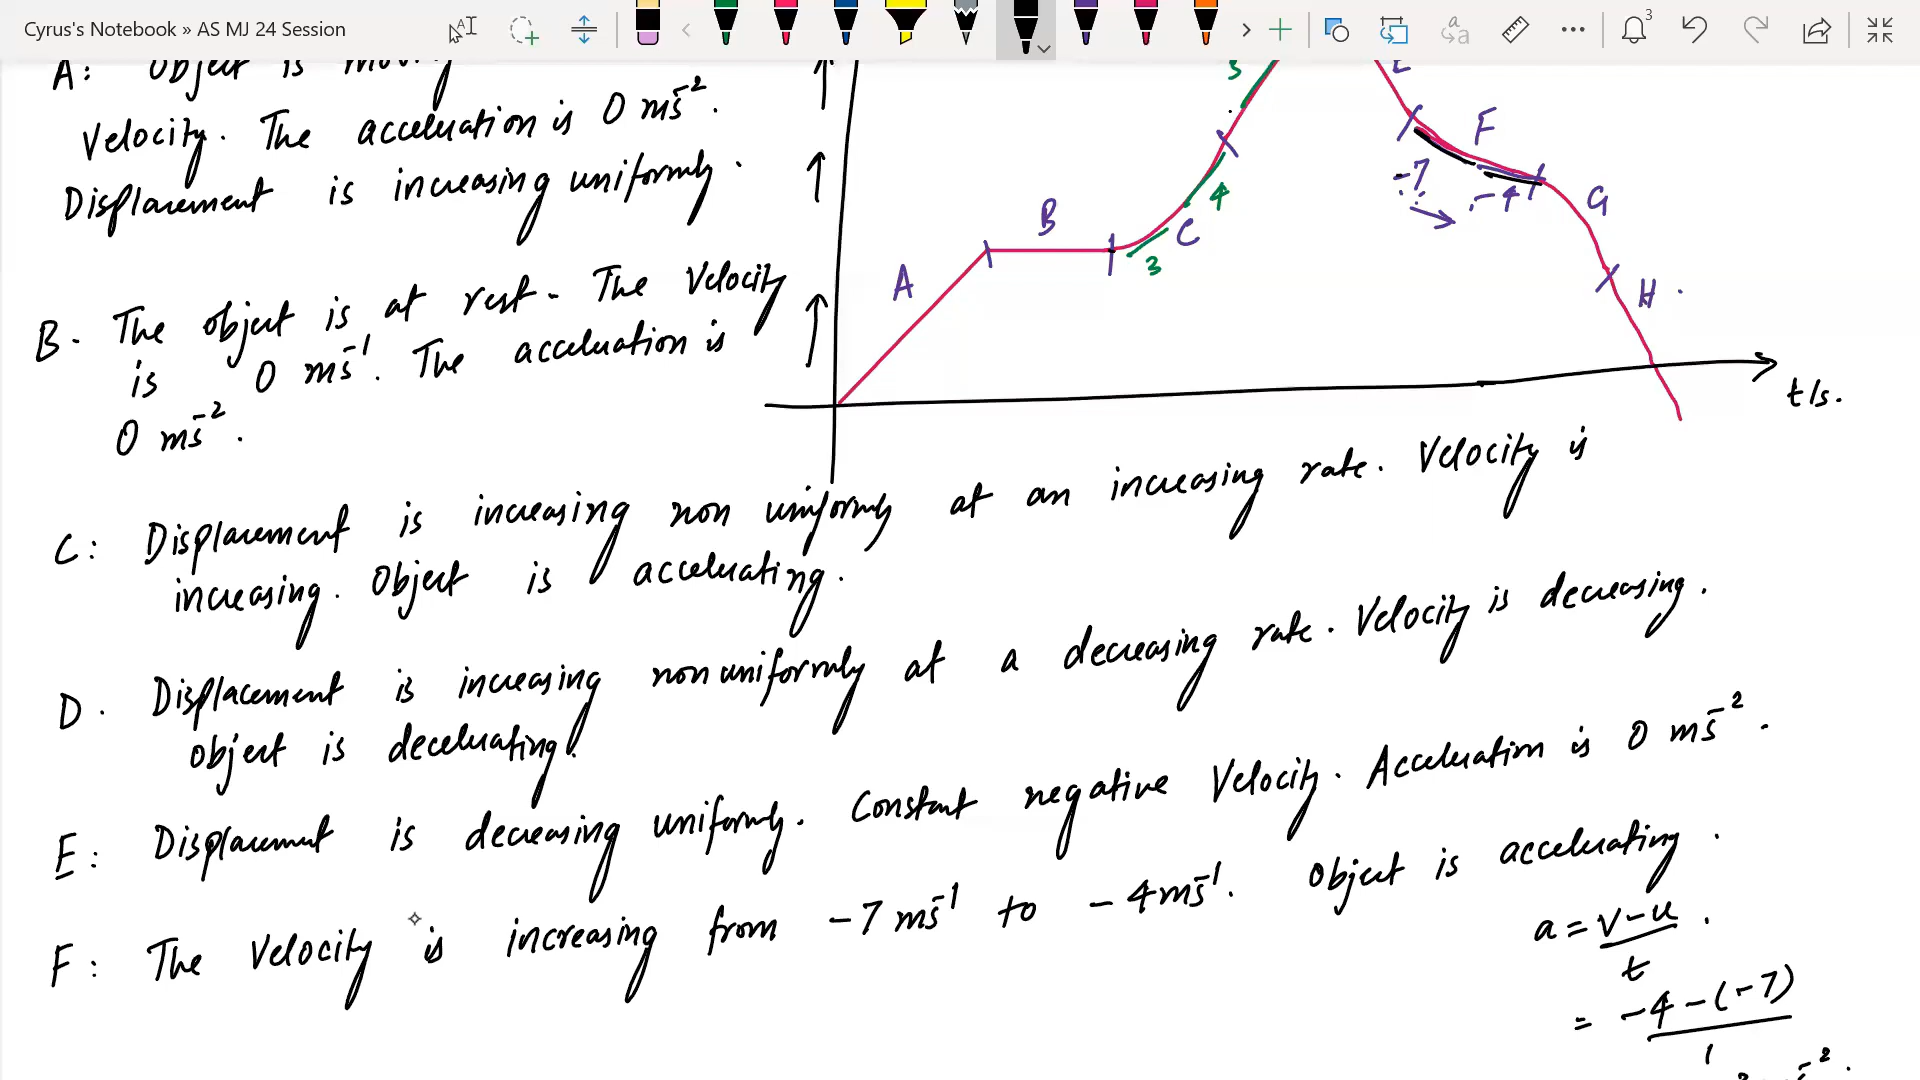 Cyrus's Notebook » AS MJ 24 Session
3
A: Object is
Velocity. The acceleration is 0 ms⁻².
Displacement is increasing uniformly.
B. The object is at rest. The Velocity
is 0 ms⁻¹. The acceleration is
0 ms⁻².
A
B
C
3
4
5
E
F
-7
-4
G
H
t/s.
C: Displacement is increasing non uniformly at an increasing rate. Velocity is
increasing. Object is accelerating.
D. Displacement is increasing non uniformly at a decreasing rate. Velocity is decreasing.
object is decelerating.
E: Displacement is decreasing uniformly. Constant negative Velocity. Acceleration is 0 ms⁻².
F: The Velocity is increasing from -7 ms⁻¹ to -4 ms⁻¹. Object is accelerating.
a = v-u
t
= -4-(-7)
1